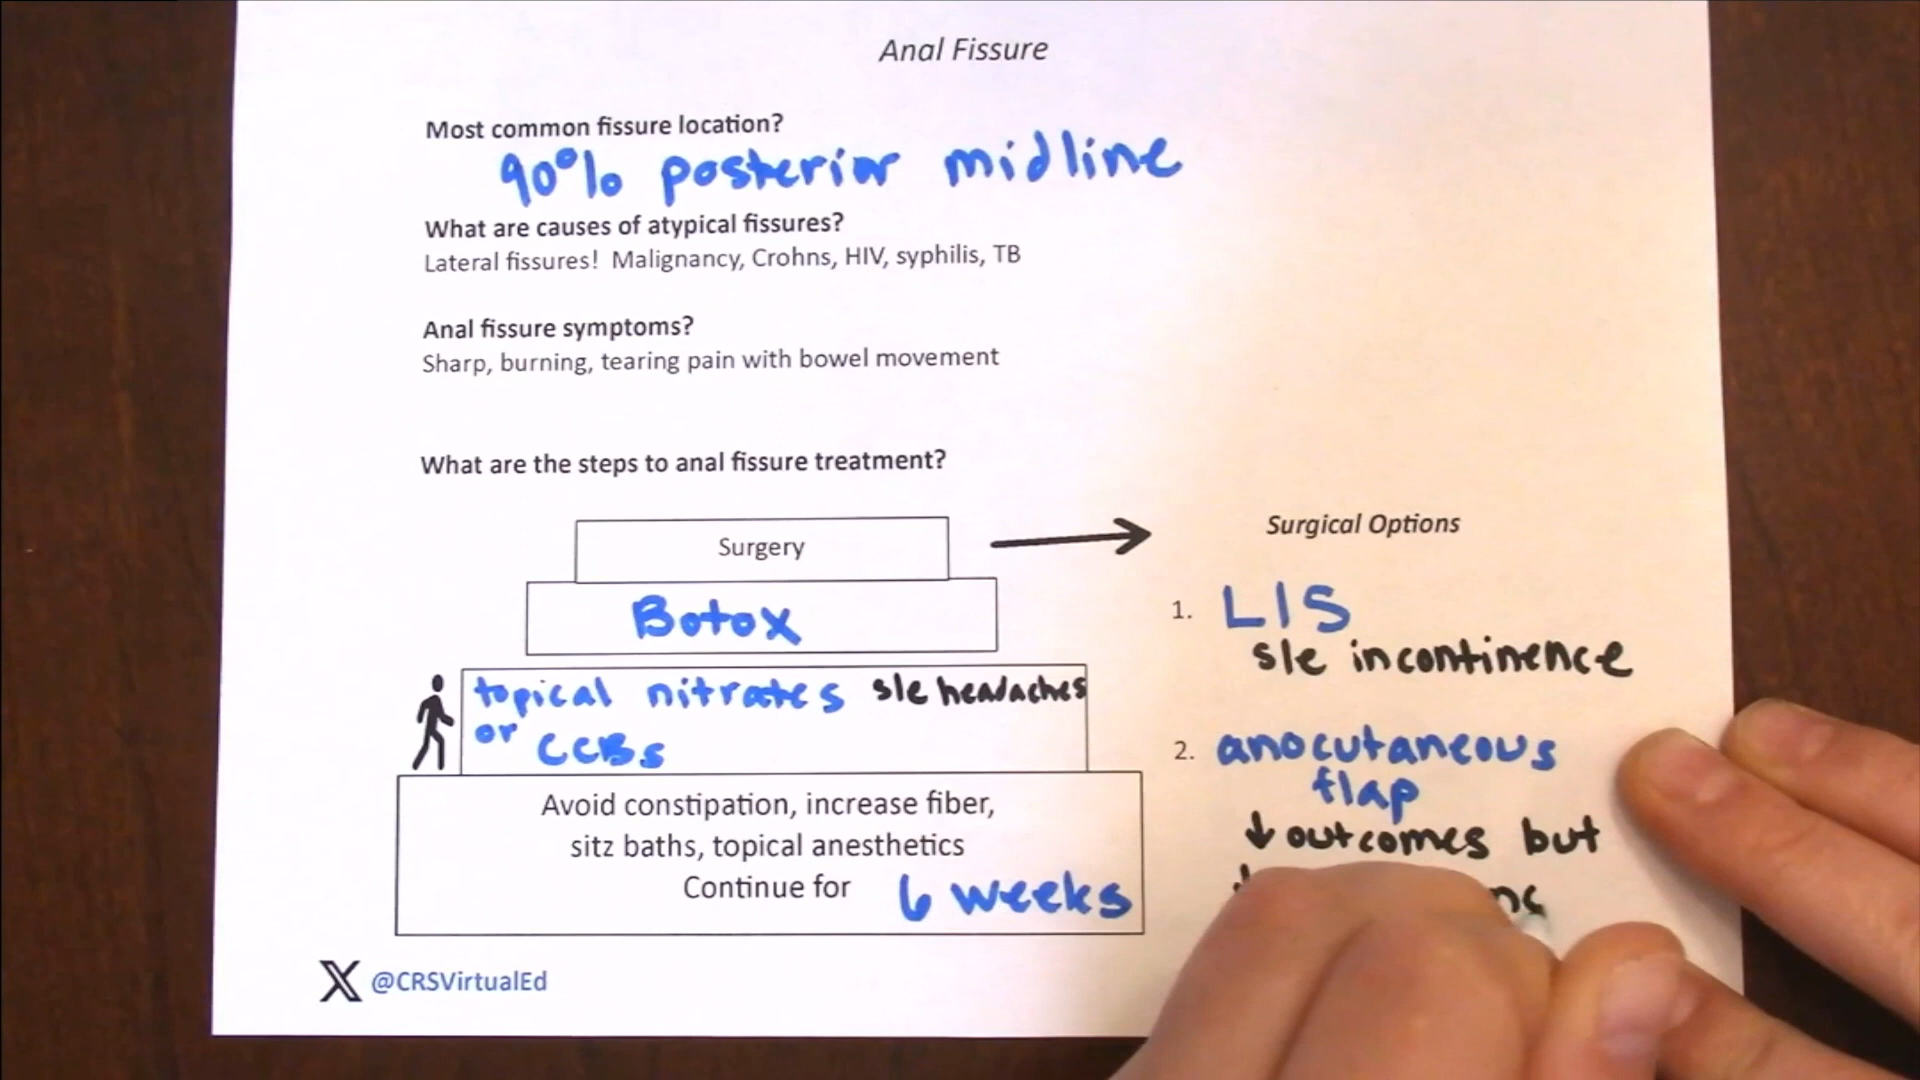 Anal Fissure
Most common fissure location?
90% posterior midline
What are causes of atypical fissures?
Lateral fissures! Malignancy, Crohns, HIV, syphilis, TB
Anal fissure symptoms?
Sharp, burning, tearing pain with bowel movement
What are the steps to anal fissure treatment?
Surgery
Botox
topical nitrates s/e headaches
or CCBs
Avoid constipation, increase fiber,
sitz baths, topical anesthetics
Continue for 6 weeks
Surgical Options
1. LIS
s/e incontinence
2. anocutaneous
flap
↓ outcomes but
X @CRSVirtualEd